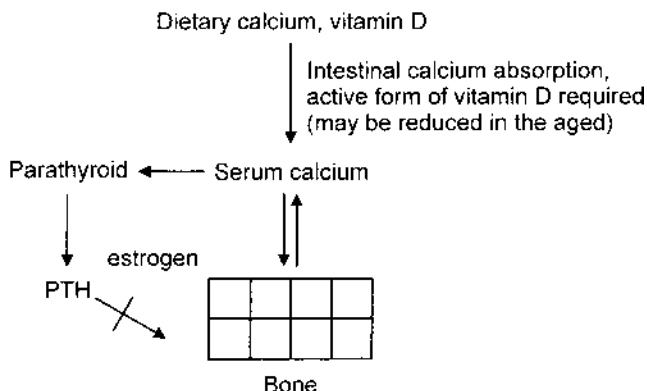 Dietary calcium, vitamin D
Intestinal calcium absorption,
active form of vitamin D required
(may be reduced in the aged)
Parathyroid
Serum calcium
estrogen
PTH
Bone